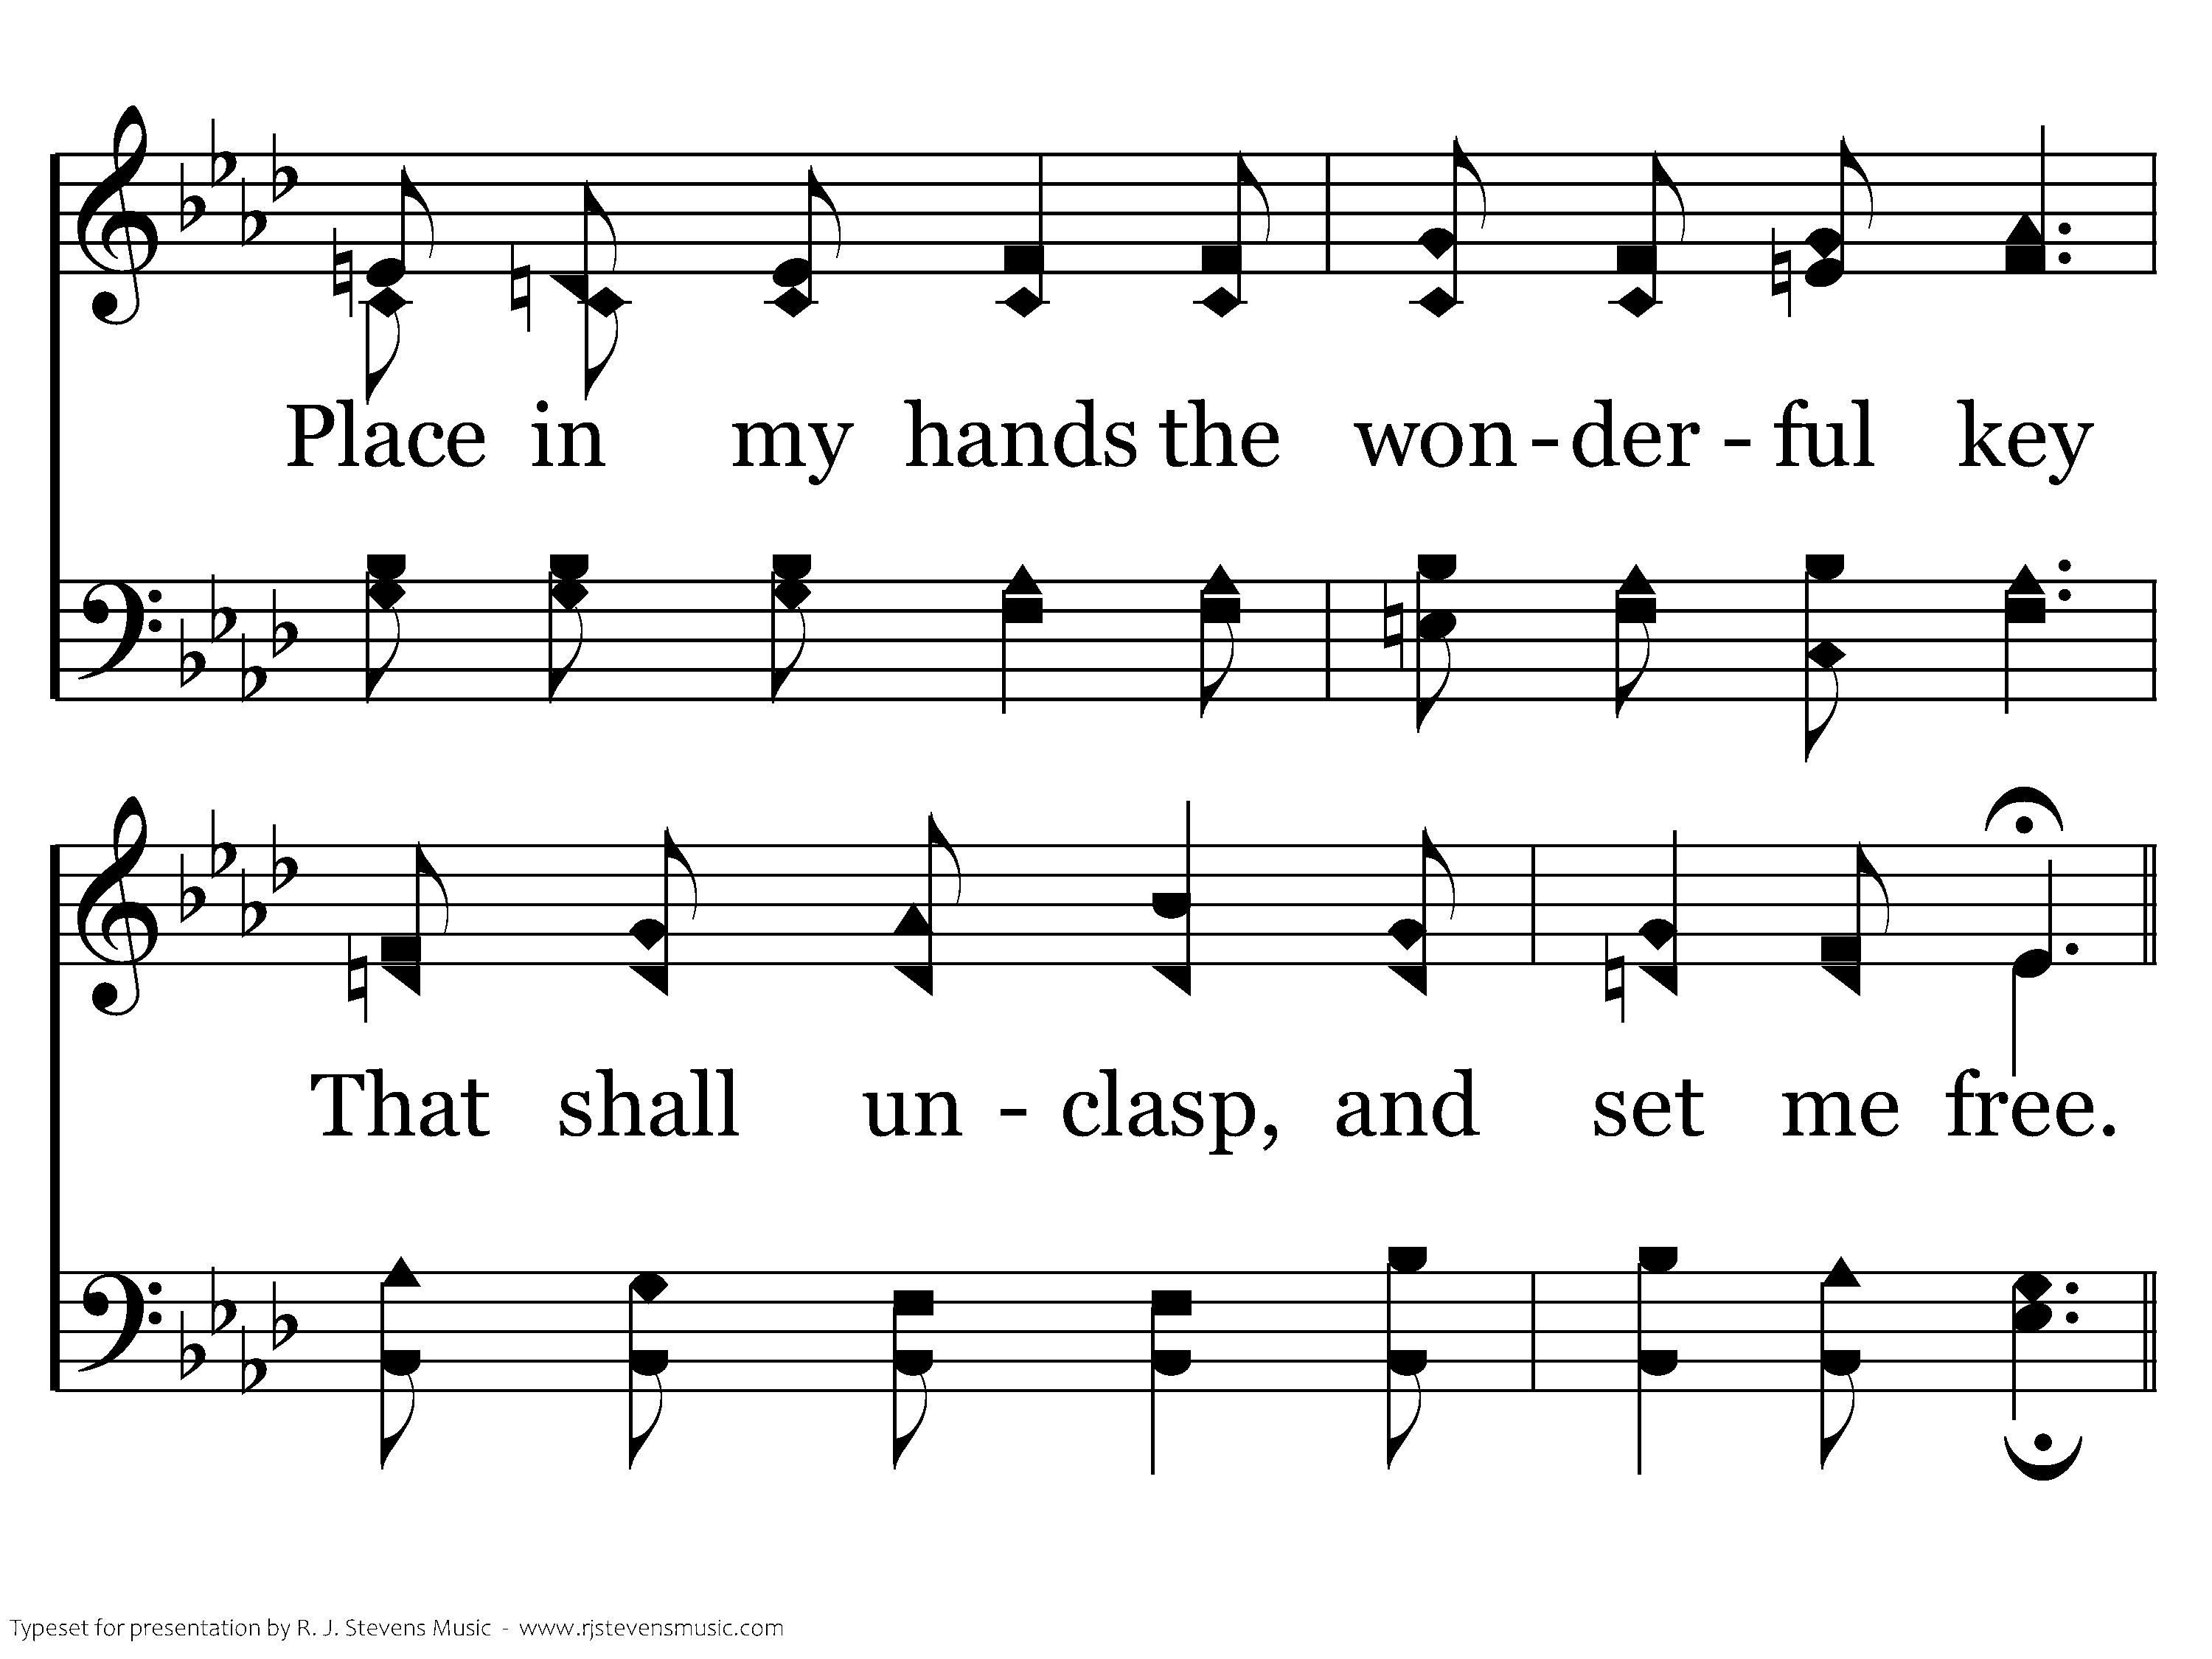 Place in my hands the won - der - ful key
That shall un - clasp, and set me free.
Typeset for presentation by R. J. Stevens Music - www.rjstevensmusic.com